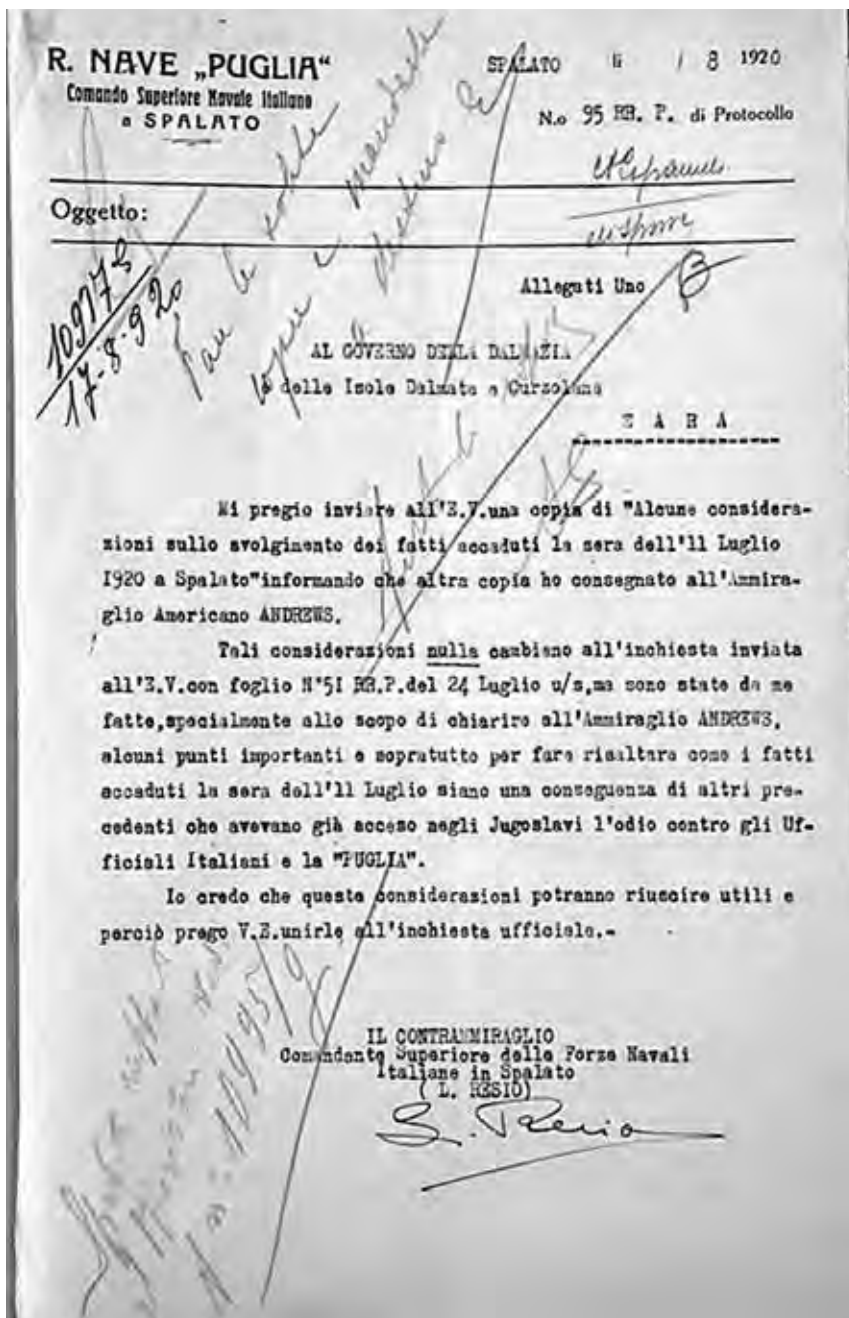 R. NAVE „PUGLIA“
Comando Superiore Navale Italiano
a SPALATO
SPALATO 8 1920
N.o 95 RR. P. di Protocollo
Oggetto:
10917
17-8-920
Allegati Uno
AL GOVERNO DELLA DALMAZIA
e delle Isole Dalmate e Curzolane
Z A R A
Mi pregio inviare all'E.V.una copia di "Alcune considera-
zioni sullo svolgimento dei fatti accaduti la sera dell'11 Luglio
1920 a Spalato"informando che altra copia ho consegnato all'Ammira-
glio Americano ANDREWS.
Tali considerazioni nulla cambiano all'inchiesta inviata
all'E.V.con foglio N°51 RR.P.del 24 Luglio u/s,ma sono state da me
fatte,specialmente allo scopo di chiarire all'Ammiraglio ANDREWS,
alcuni punti importanti e sopratutto per fare risaltare come i fatti
accaduti la sera dell'11 Luglio siano una conseguenza di altri pre-
cedenti che avevano già acceso negli Jugoslavi l'odio contro gli Uf-
ficiali Italiani e la "PUGLIA".
Io credo che queste considerazioni potranno riuscire utili e
perciò prego V.E.unirle all'inchiesta ufficiale.-
IL CONTRAMMIRAGLIO
Comandante Superiore delle Forze Navali
Italiane in Spalato
( L. RESIO)